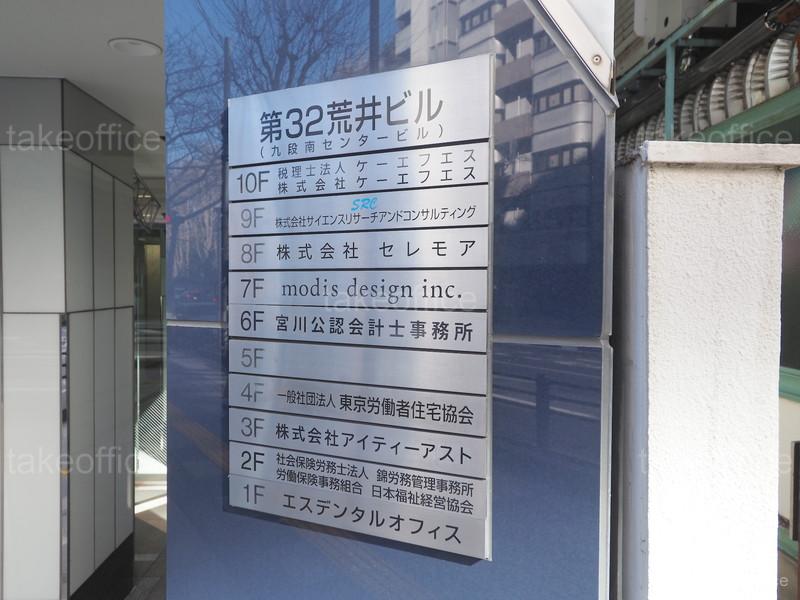 第32荒井ビル
(九段南センタービル)
10F 税理士法人 ケーエフエス
株式会社 ケーエフエス
SRC
9F 株式会社サイエンスリサーチアンドコンサルティング
8F 株式会社 セレモア
7F modis design inc.
6F 宮川公認会計士事務所
5F
4F 一般社団法人 東京労働者住宅協会
3F 株式会社アイティーアスト
2F 社会保険労務士法人 錦労務管理事務所
労働保険事務組合 日本福祉経営協会
1F エスデンタルオフィス
takeoffice
takeoffice
takeoffice
takeoffice
takeoffice